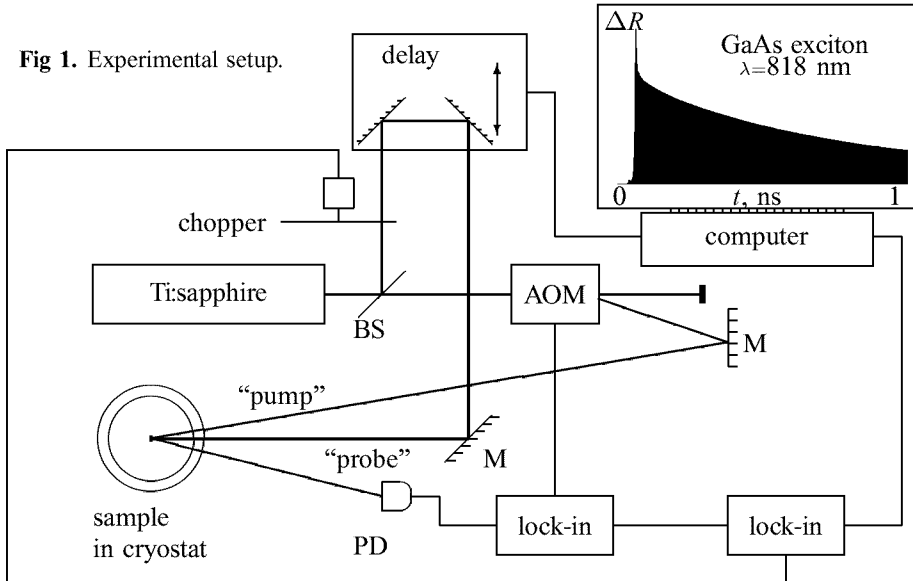 Fig 1. Experimental setup.
delay
ΔR
GaAs exciton
λ=818 nm
0
t, ns
1
chopper
computer
Ti:sapphire
BS
AOM
M
“pump”
“probe”
M
sample
in cryostat
PD
lock-in
lock-in